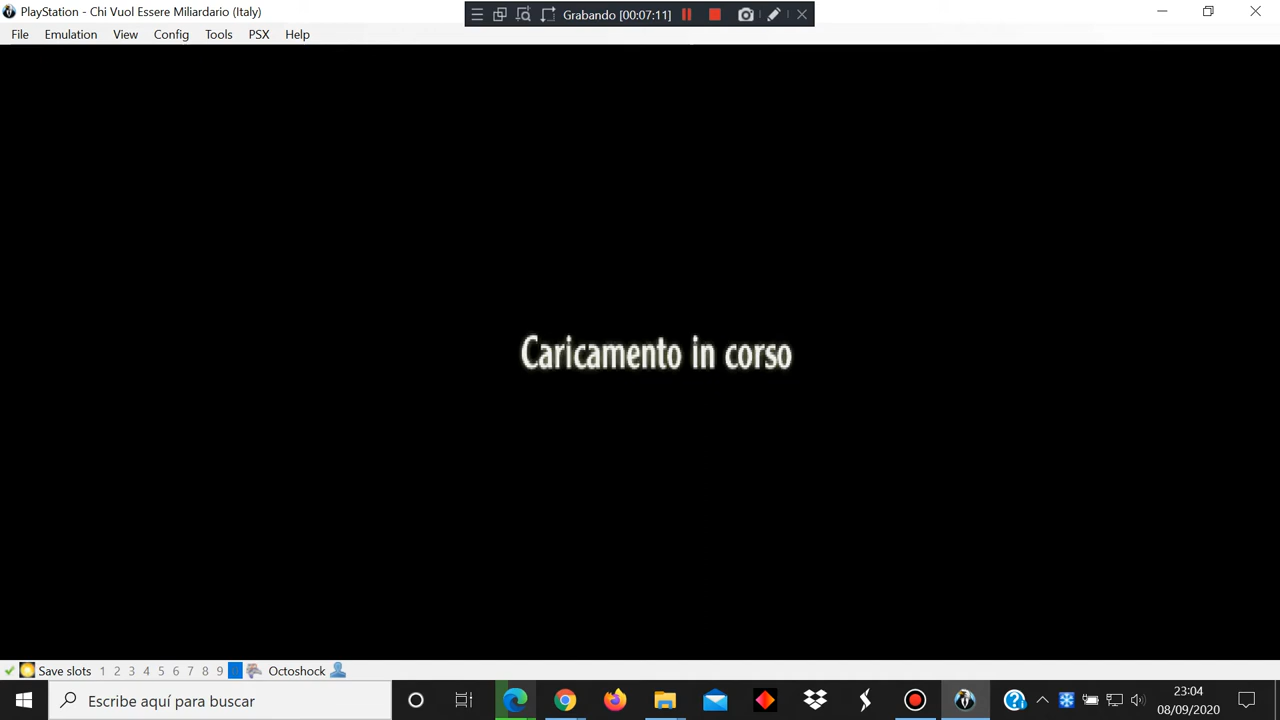 PlayStation - Chi Vuol Essere Miliardario (Italy)
Grabando [00:07:11]
File Emulation View Config Tools PSX Help
Caricamento in corso
Save slots 1 2 3 4 5 6 7 8 9 Octoshock
Escribe aquí para buscar
23:04
08/09/2020